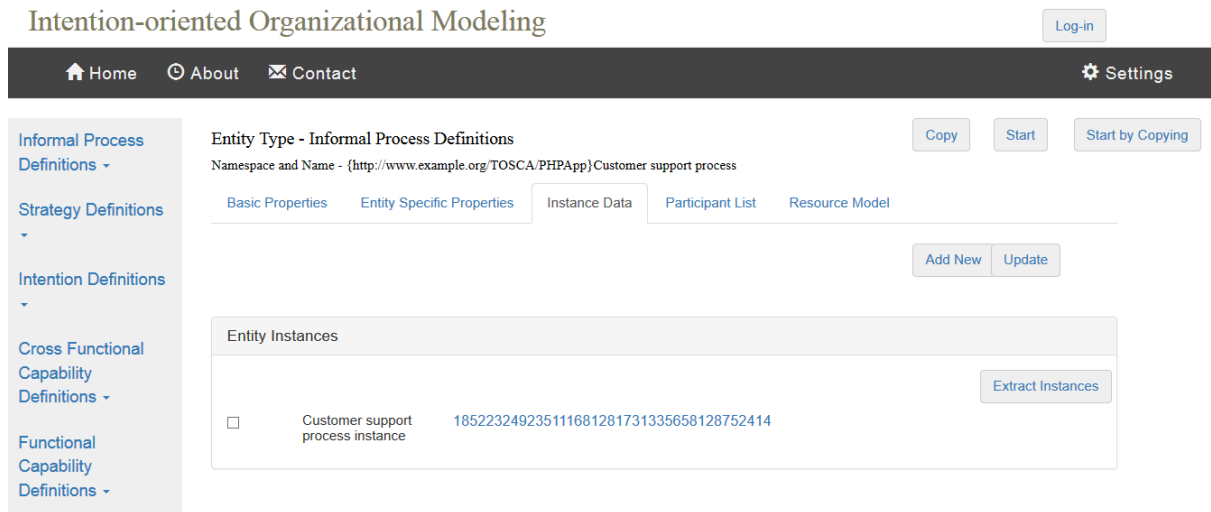 Intention-oriented Organizational Modeling
Log-in
Home About Contact Settings
Informal Process
Definitions
Strategy Definitions
Intention Definitions
Cross Functional
Capability
Definitions
Functional
Capability
Definitions
Entity Type - Informal Process Definitions
Copy Start Start by Copying
Namespace and Name - {http://www.example.org/TOSCA/PHPApp}Customer support process
Basic Properties Entity Specific Properties Instance Data Participant List Resource Model
Add New Update
Entity Instances
Extract Instances
Customer support
process instance
18522324923511168128173133565812875​2414